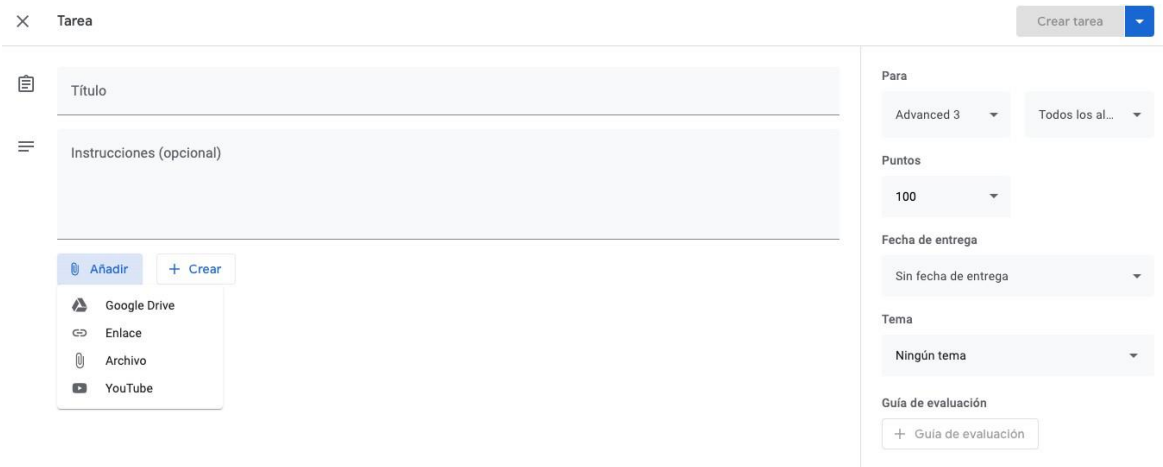 Tarea
Crear tarea
Título
Instrucciones (opcional)
Añadir
+ Crear
Google Drive
Enlace
Archivo
YouTube
Para
Advanced 3
Todos los al...
Puntos
100
Fecha de entrega
Sin fecha de entrega
Tema
Ningún tema
Guía de evaluación
+ Guía de evaluación